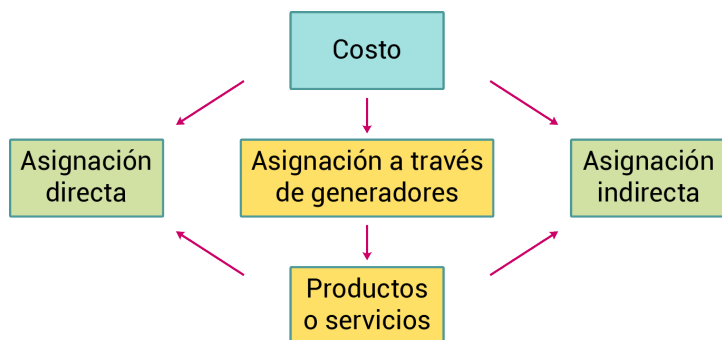 Costo
Asignación
directa
Asignación a través
de generadores
Asignación
indirecta
Productos
o servicios